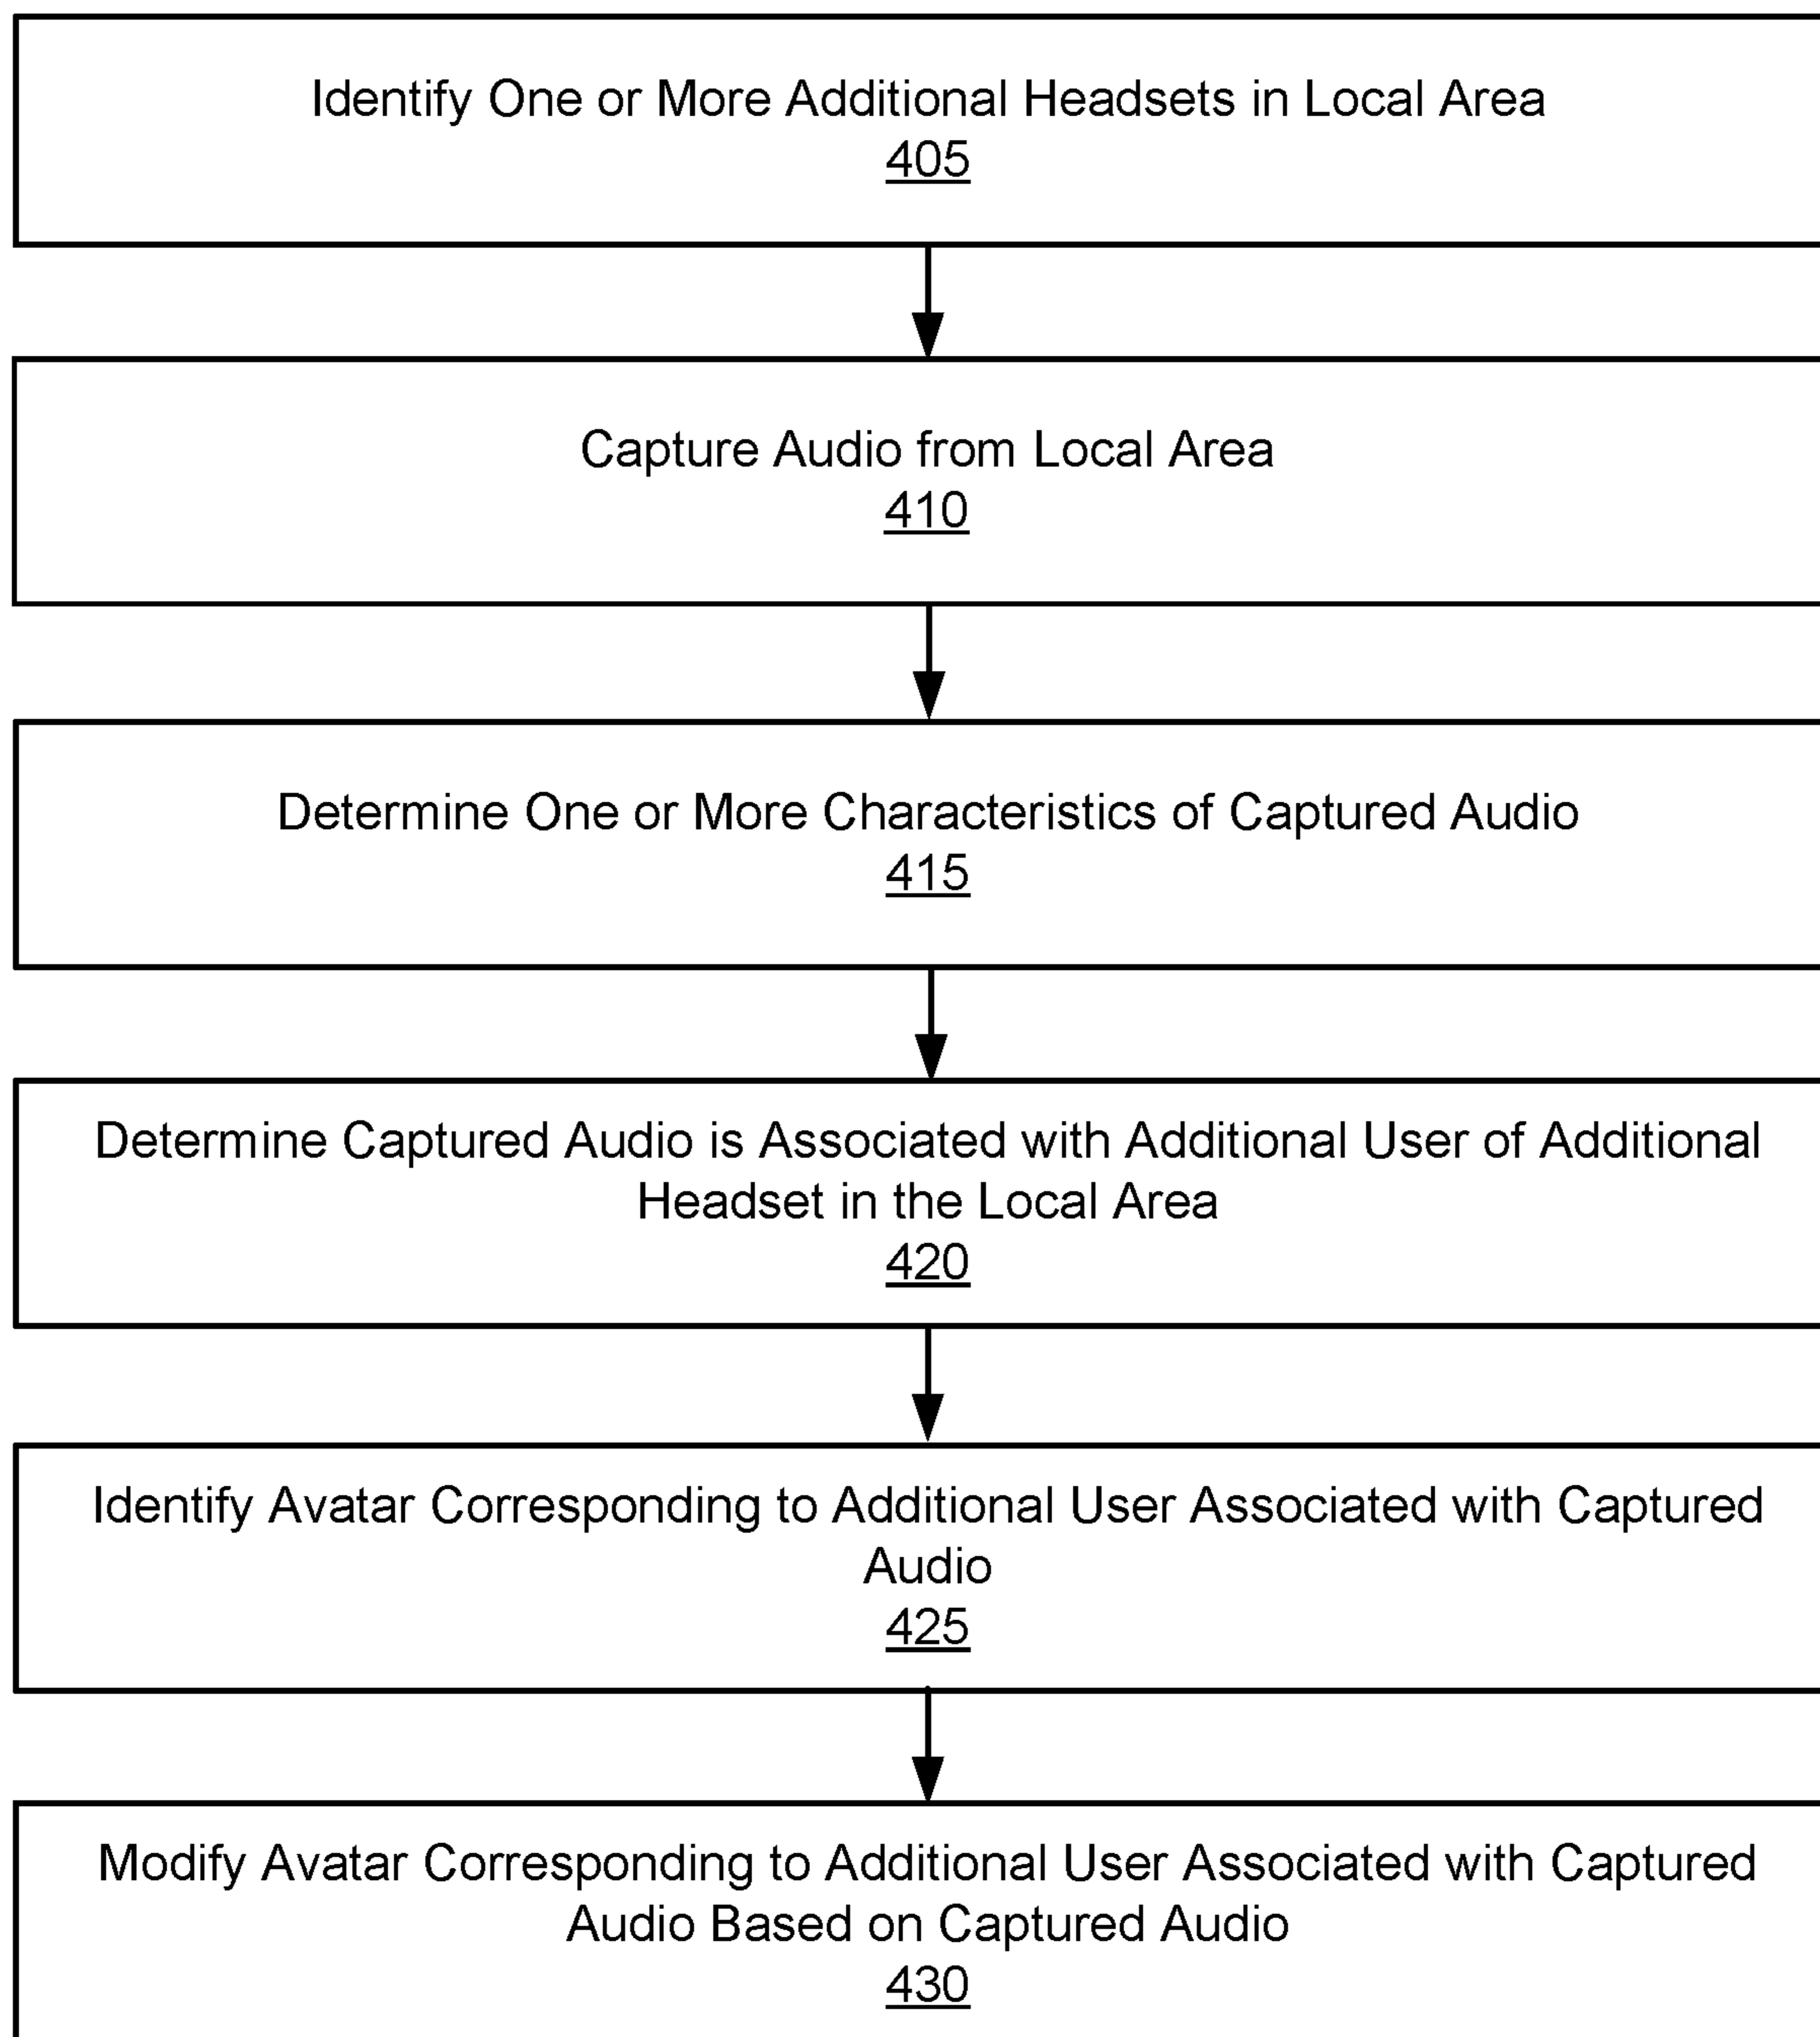 Identify One or More Additional Headsets in Local Area
405
Capture Audio from Local Area
410
Determine One or More Characteristics of Captured Audio
415
Determine Captured Audio is Associated with Additional User of Additional
Headset in the Local Area
420
Identify Avatar Corresponding to Additional User Associated with Captured
Audio
425
Modify Avatar Corresponding to Additional User Associated with Captured
Audio Based on Captured Audio
430